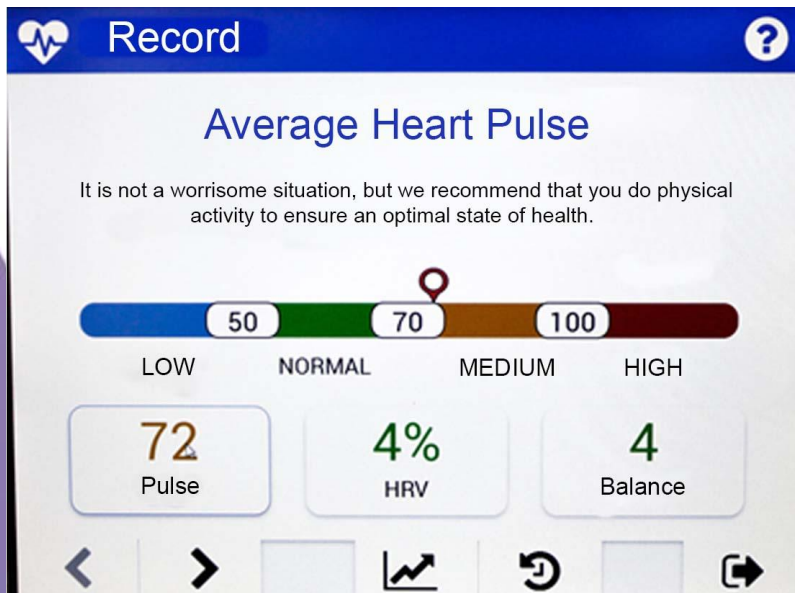 Record ?
Average Heart Pulse
It is not a worrisome situation, but we recommend that you do physical
activity to ensure an optimal state of health.
50 70 100
LOW NORMAL MEDIUM HIGH
72 4% 4
Pulse HRV Balance